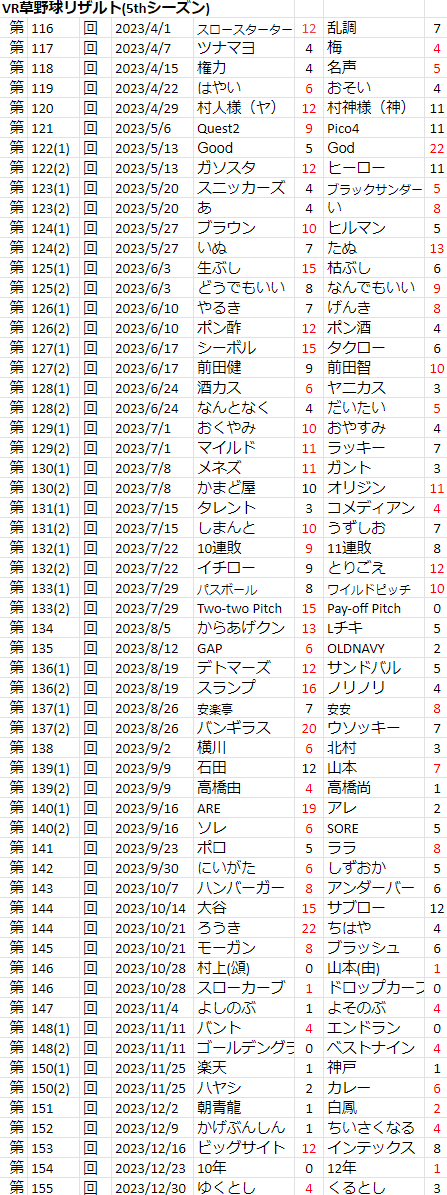 VR草野球リザルト(5thシーズン)
第 116 回 2023/4/1 スロースターター 12 乱調 7
第 117 回 2023/4/7 ツナマヨ 4 梅 4
第 118 回 2023/4/15 権力 4 名声 5
第 119 回 2023/4/22 はやい 6 おそい 4
第 120 回 2023/4/29 村人様（ヤ） 12 村神様（神） 11
第 121 回 2023/5/6 Quest2 9 Pico4 11
第 122(1) 回 2023/5/13 Good 5 God 22
第 122(2) 回 2023/5/13 ガソスタ 12 ヒーロー 11
第 123(1) 回 2023/5/20 スニッカーズ 4 ブラックサンダー 5
第 123(2) 回 2023/5/20 あ 4 い 8
第 124(1) 回 2023/5/27 ブラウン 10 ヒルマン 5
第 124(2) 回 2023/5/27 いぬ 7 たぬ 13
第 125(1) 回 2023/6/3 生ぶし 15 枯ぶし 6
第 125(2) 回 2023/6/3 どうでもいい 8 なんでもいい 9
第 126(1) 回 2023/6/10 やるき 7 げんき 8
第 126(2) 回 2023/6/10 ポン酢 12 ポン酒 4
第 127(1) 回 2023/6/17 シーボル 15 タクロー 6
第 127(2) 回 2023/6/17 前田健 9 前田智 10
第 128(1) 回 2023/6/24 酒カス 6 ヤニカス 3
第 128(2) 回 2023/6/24 なんとなく 4 だいたい 5
第 129(1) 回 2023/7/1 おくやみ 10 おやすみ 4
第 129(2) 回 2023/7/1 マイルド 11 ラッキー 7
第 130(1) 回 2023/7/8 メネズ 11 ガント 3
第 130(2) 回 2023/7/8 かまど屋 10 オリジン 11
第 131(1) 回 2023/7/15 タレント 3 コメディアン 4
第 131(2) 回 2023/7/15 しまんと 10 うずしお 7
第 132(1) 回 2023/7/22 10連敗 9 11連敗 8
第 132(2) 回 2023/7/22 イチロー 9 とりごえ 12
第 133(1) 回 2023/7/29 パスボール 8 ワイルドピッチ 10
第 133(2) 回 2023/7/29 Two-two Pitch 15 Pay-off Pitch 0
第 134 回 2023/8/5 からあげクン 13 Lチキ 5
第 135 回 2023/8/12 GAP 6 OLDNAVY 2
第 136(1) 回 2023/8/19 デトマーズ 12 サンドバル 5
第 136(2) 回 2023/8/19 スランプ 16 ノリノリ 4
第 137(1) 回 2023/8/26 安楽亭 7 安安 8
第 137(2) 回 2023/8/26 バンギラス 20 ウソッキー 7
第 138 回 2023/9/2 横川 6 北村 3
第 139(1) 回 2023/9/9 石田 12 山本 7
第 139(2) 回 2023/9/9 高橋由 4 高橋尚 1
第 140(1) 回 2023/9/16 ARE 19 アレ 2
第 140(2) 回 2023/9/16 ソレ 6 SORE 5
第 141 回 2023/9/23 ポロ 5 ララ 8
第 142 回 2023/9/30 にいがた 6 しずおか 5
第 143 回 2023/10/7 ハンバーガー 8 アンダーバー 6
第 144 回 2023/10/14 大谷 15 サブロー 12
第 144 回 2023/10/21 ろうき 22 ちはや 4
第 145 回 2023/10/21 モーガン 8 ブラッシュ 6
第 146 回 2023/10/28 村上(頌) 0 山本(由) 1
第 146 回 2023/10/28 スローカーブ 1 ドロップカーブ 0
第 147 回 2023/11/4 よしのぶ 1 よそのぶ 4
第 148(1) 回 2023/11/11 バント 4 エンドラン 0
第 148(2) 回 2023/11/11 ゴールデングラ 0 ベストナイン 4
第 150(1) 回 2023/11/25 楽天 1 神戸 1
第 150(2) 回 2023/11/25 ハヤシ 2 カレー 6
第 151 回 2023/12/2 朝青龍 1 白鳳 2
第 152 回 2023/12/9 かげぶんしん 1 ちいさくなる 4
第 153 回 2023/12/16 ビッグサイト 12 インテックス 8
第 154 回 2023/12/23 10年 0 12年 1
第 155 回 2023/12/30 ゆくとし 4 くるとし 3